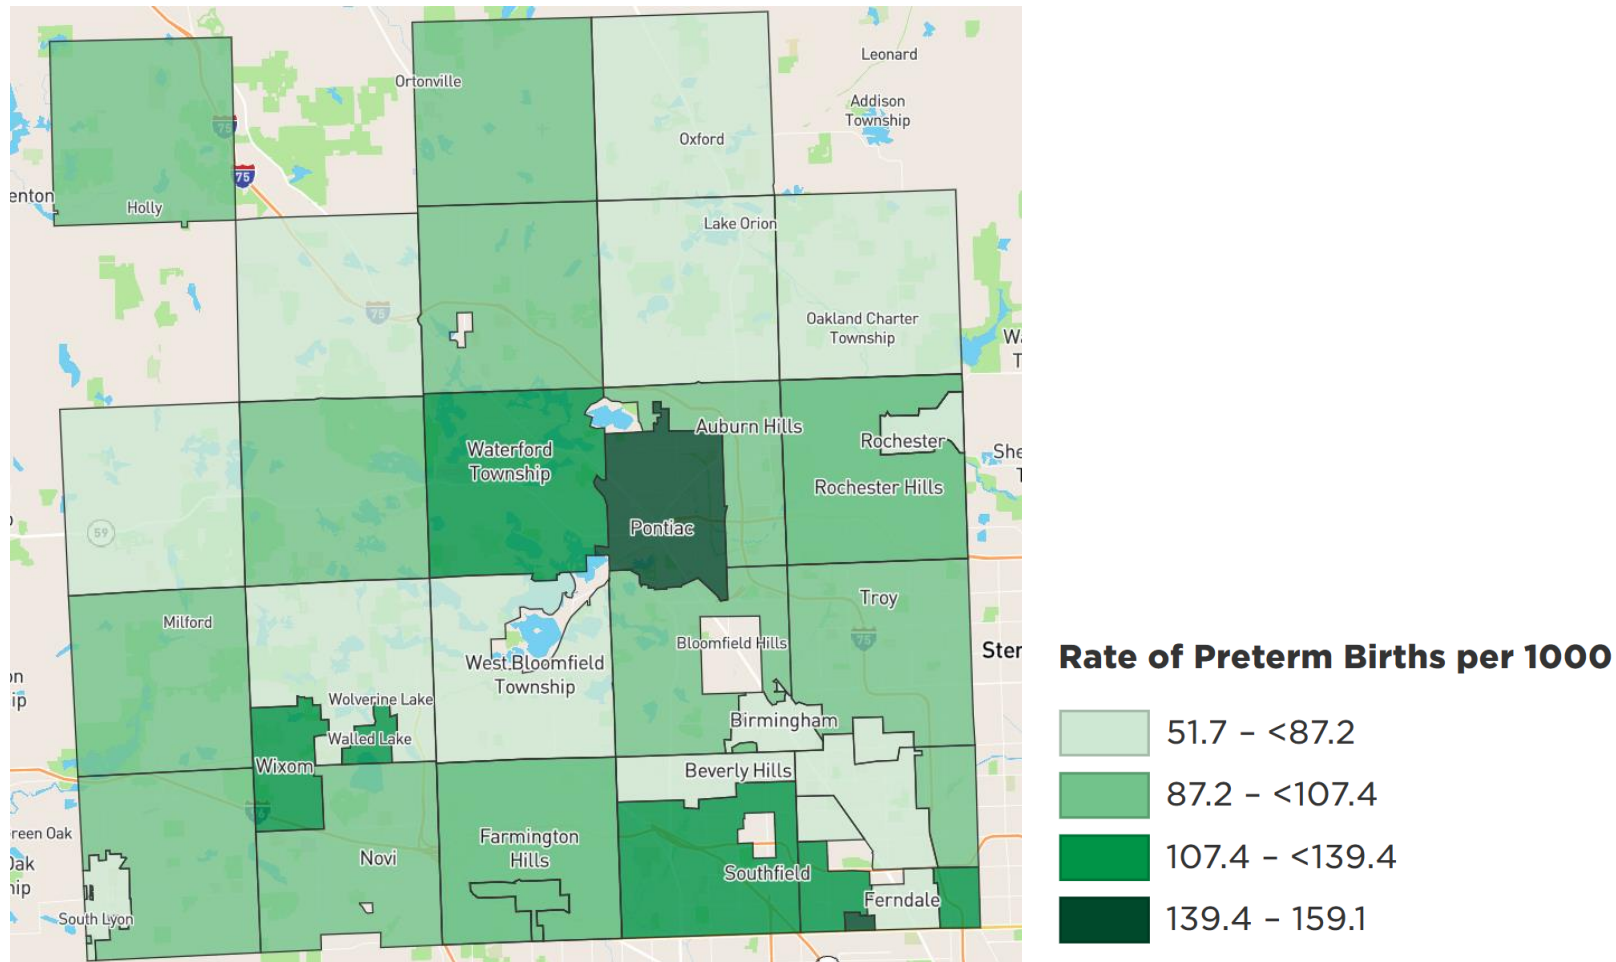 Leonard
Ortonville
Addison
Township
75
Oxford
75
enton
Holly
Lake Orion
75
Oakland Charter
Township
Auburn Hills
Waterford
Township
Rochester
She
Rochester Hills
59
Pontiac
Milford
Troy
75
Bloomfield Hills
Ster
West Bloomfield
Township
Wolverine Lake
Birmingham
Walled Lake
Wixom
Beverly Hills
reen Oak
Farmington
Hills
Novi
Southfield
Ferndale
South Lyon
Rate of Preterm Births per 1000
51.7 – <87.2
87.2 – <107.4
107.4 – <139.4
139.4 – 159.1